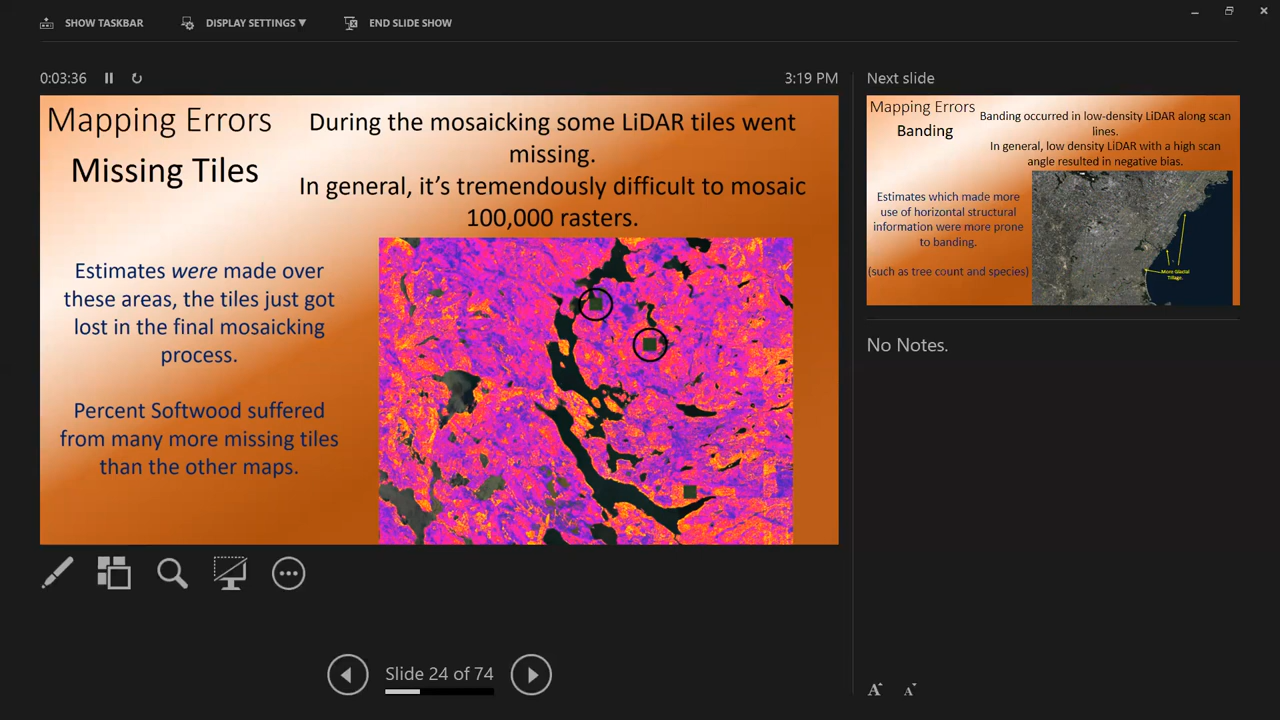 SHOW TASKBAR
DISPLAY SETTINGS ▼
END SLIDE SHOW
0:03:36
3:19 PM
Mapping Errors
Missing Tiles
During the mosaicking some LiDAR tiles went
missing.
In general, it's tremendously difficult to mosaic
100,000 rasters.
Estimates were made over
these areas, the tiles just got
lost in the final mosaicking
process.
Percent Softwood suffered
from many more missing tiles
than the other maps.
Slide 24 of 74
Next slide
Mapping Errors
Banding
Banding occurred in low-density LiDAR along scan
lines.
In general, low density LiDAR with a high scan
angle resulted in negative bias.
Estimates which made more
use of horizontal structural
information were more prone
to banding.
(such as tree count and species)
More Glacial
Tillage.
No Notes.
A
A